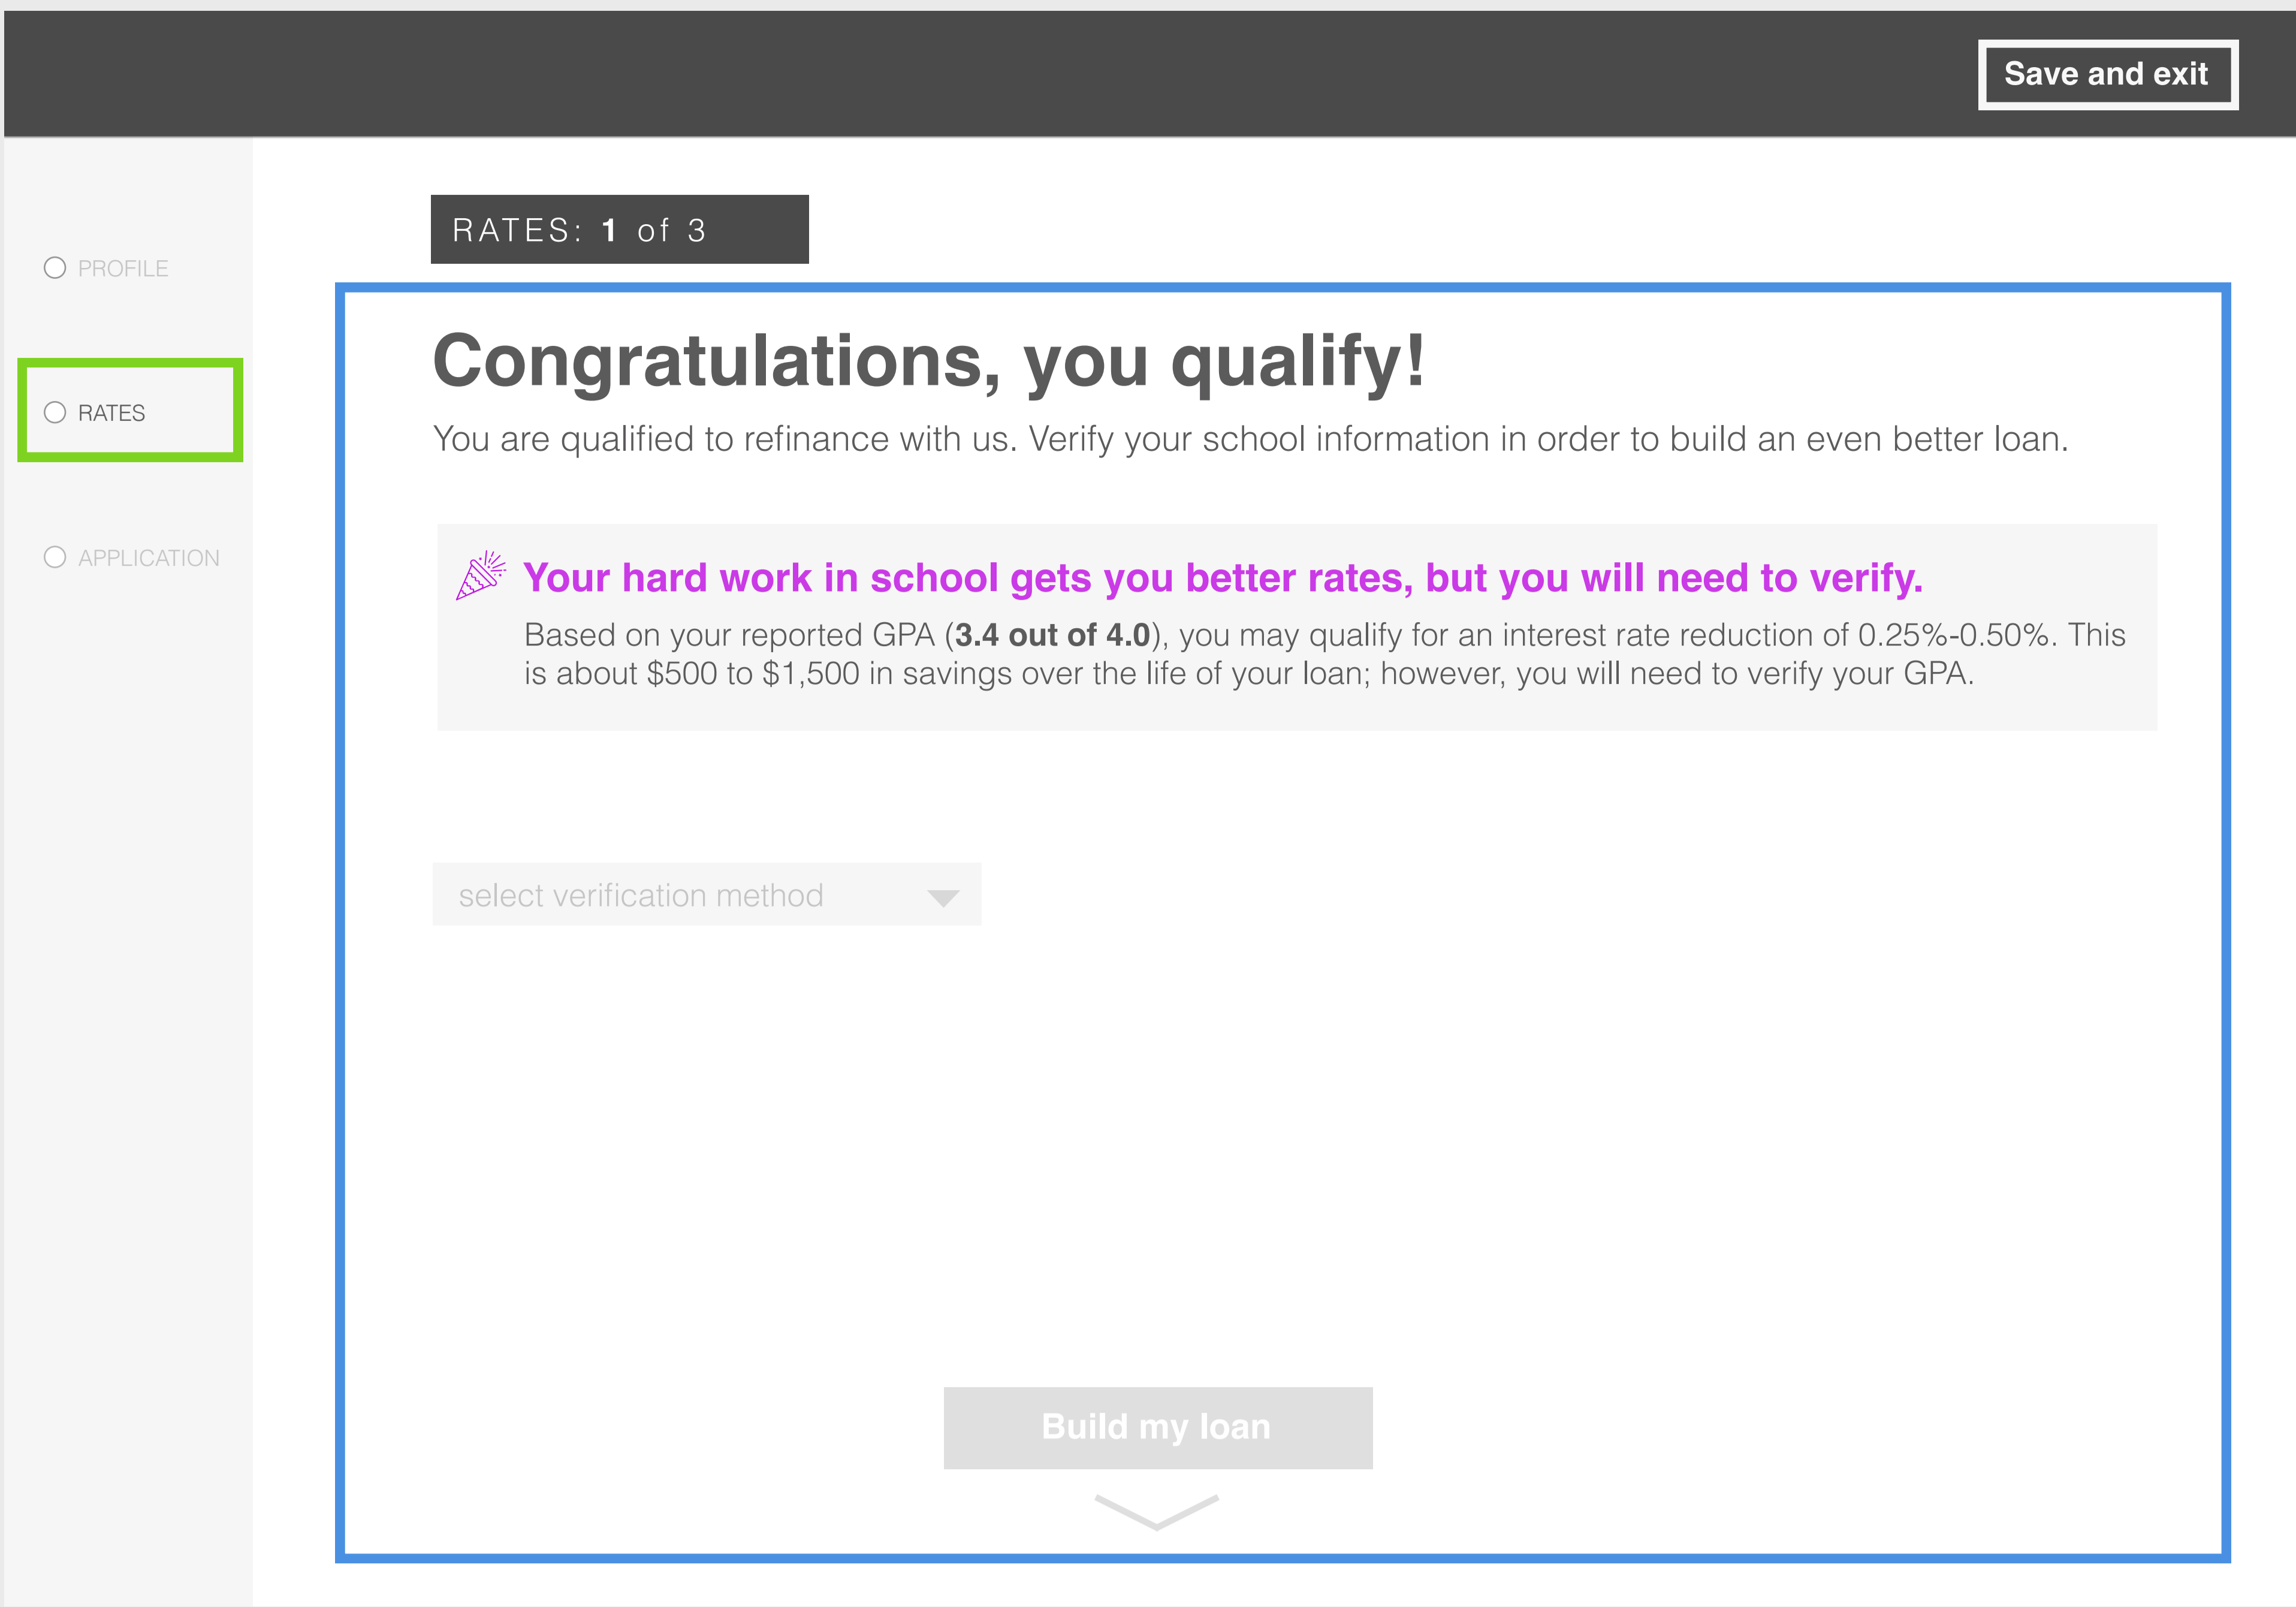 Save and exit
RATES: 1 of 3
PROFILE
RATES
APPLICATION
Congratulations, you qualify!
You are qualified to refinance with us. Verify your school information in order to build an even better loan.
Your hard work in school gets you better rates, but you will need to verify.
Based on your reported GPA (3.4 out of 4.0), you may qualify for an interest rate reduction of 0.25%-0.50%. This
is about $500 to $1,500 in savings over the life of your loan; however, you will need to verify your GPA.
select verification method
Build my loan